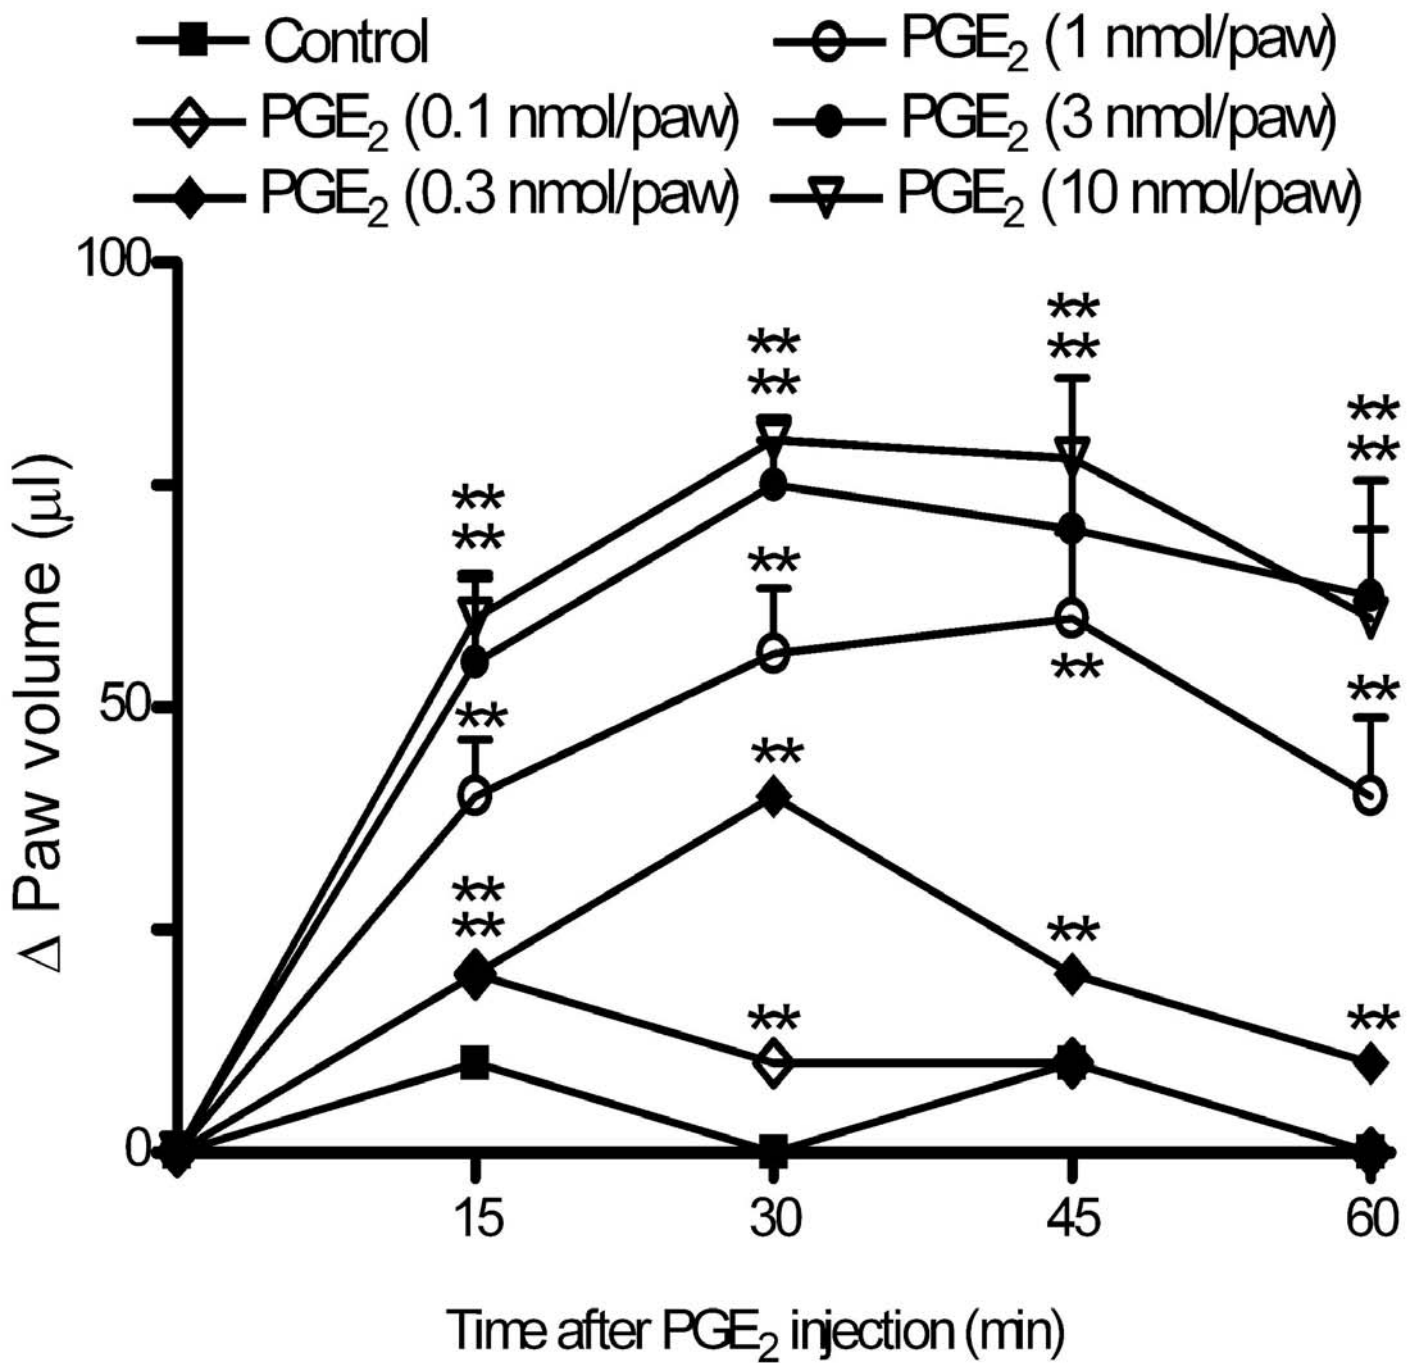 Control
PGE2 (0.1 nmol/paw)
PGE2 (0.3 nmol/paw)
PGE2 (1 nmol/paw)
PGE2 (3 nmol/paw)
PGE2 (10 nmol/paw)
Δ Paw volume (µl)
100
50
0
** ** ** ** **
** ** ** ** ** **
** ** ** **
** ** ** **
15 30 45 60
Time after PGE2 injection (min)